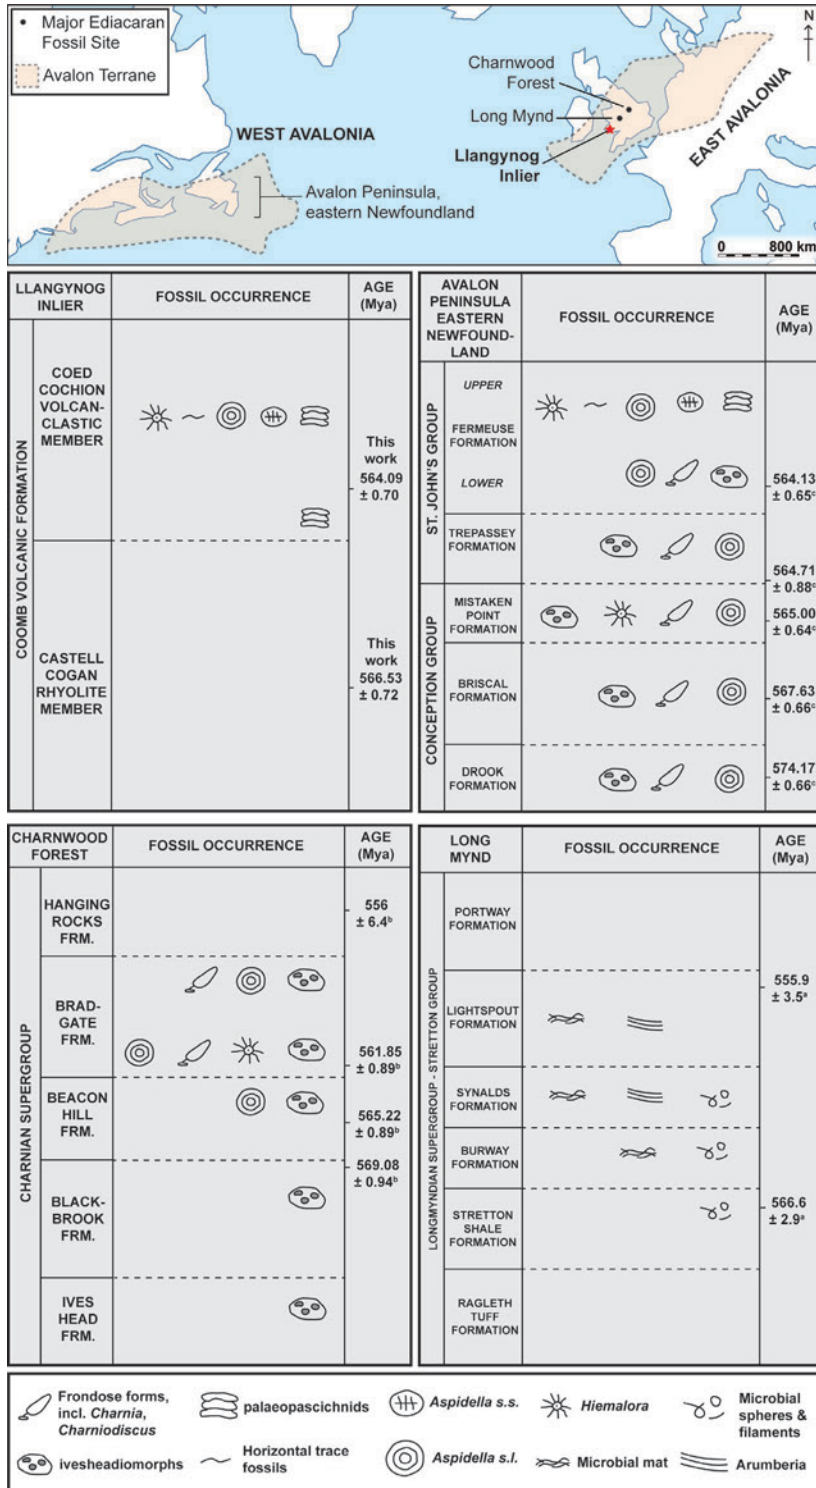 • Major Ediacaran
Fossil Site
Avalon Terrane
N
Charnwood
Forest
Long Mynd
Llangynog
Inlier
WEST AVALONIA
EAST AVALONIA
Avalon Peninsula,
eastern Newfoundland
0 800 km
LLANGYNOG
INLIER
FOSSIL OCCURRENCE
AGE
(Mya)
COOMB VOLCANIC FORMATION
COED
COCHION
VOLCAN-
CLASTIC
MEMBER
This
work
564.09
± 0.70
CASTELL
COGAN
RHYOLITE
MEMBER
This
work
566.53
± 0.72
AVALON
PENINSULA
EASTERN
NEWFOUND-
LAND
FOSSIL OCCURRENCE
AGE
(Mya)
ST. JOHN'S GROUP
UPPER
FERMEUSE
FORMATION
LOWER
564.13
± 0.65ᶜ
TREPASSEY
FORMATION
564.71
± 0.88ᶜ
CONCEPTION GROUP
MISTAKEN
POINT
FORMATION
565.00
± 0.64ᶜ
BRISCAL
FORMATION
567.63
± 0.66ᶜ
DROOK
FORMATION
574.17
± 0.66ᶜ
CHARNWOOD
FOREST
FOSSIL OCCURRENCE
AGE
(Mya)
CHARNIAN SUPERGROUP
HANGING
ROCKS
FRM.
556
± 6.4ᵇ
BRAD-
GATE
FRM.
561.85
± 0.89ᵇ
BEACON
HILL
FRM.
565.22
± 0.89ᵇ
569.08
± 0.94ᵇ
BLACK-
BROOK
FRM.
IVES
HEAD
FRM.
LONG
MYND
FOSSIL OCCURRENCE
AGE
(Mya)
LONGMYNDIAN SUPERGROUP - STRETTON GROUP
PORTWAY
FORMATION
555.9
± 3.5ᵃ
LIGHTSPOUT
FORMATION
SYNALDS
FORMATION
BURWAY
FORMATION
STRETTON
SHALE
FORMATION
566.6
± 2.9ᵃ
RAGLETH
TUFF
FORMATION
Frondose forms,
incl. Charnia,
Charniodiscus
palaeopascichnids
Aspidella s.s.
Hiemalora
Microbial
spheres &
filaments
ivesheadiomorphs
Horizontal trace
fossils
Aspidella s.l.
Microbial mat
Arumberia